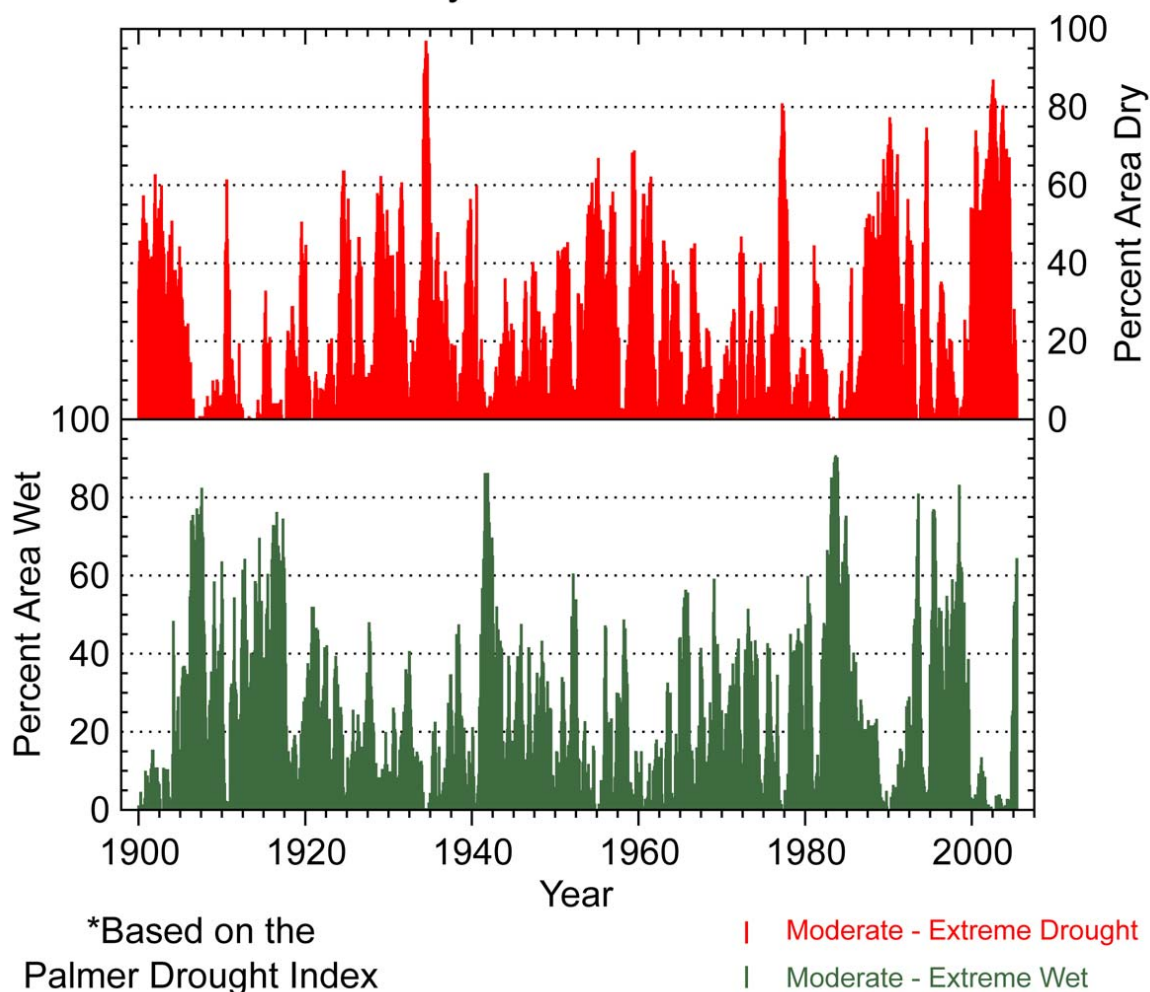 100
80
60
40
20
0
Percent Area Dry
100
80
60
40
20
0
Percent Area Wet
1900 1920 1940 1960 1980 2000
Year
*Based on the
Palmer Drought Index
Moderate - Extreme Drought
Moderate - Extreme Wet